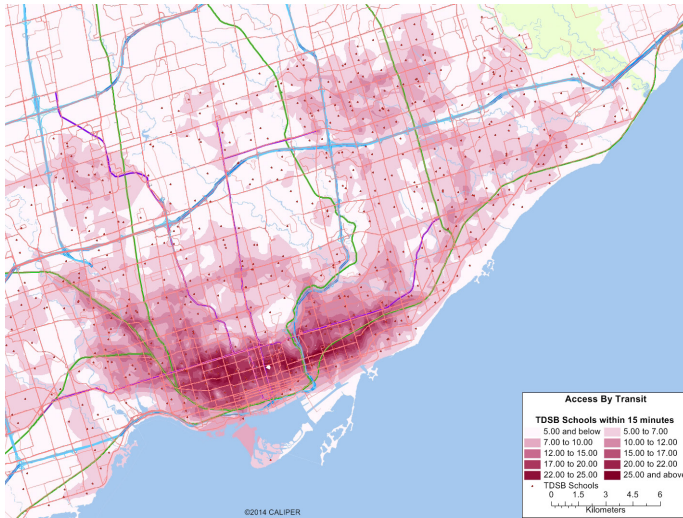 Access By Transit
TDSB Schools within 15 minutes
5.00 and below 5.00 to 7.00
7.00 to 10.00 10.00 to 12.00
12.00 to 15.00 15.00 to 17.00
17.00 to 20.00 20.00 to 22.00
22.00 to 25.00 25.00 and above
TDSB Schools
0 1.5 3 4.5 6
Kilometers
©2014 CALIPER